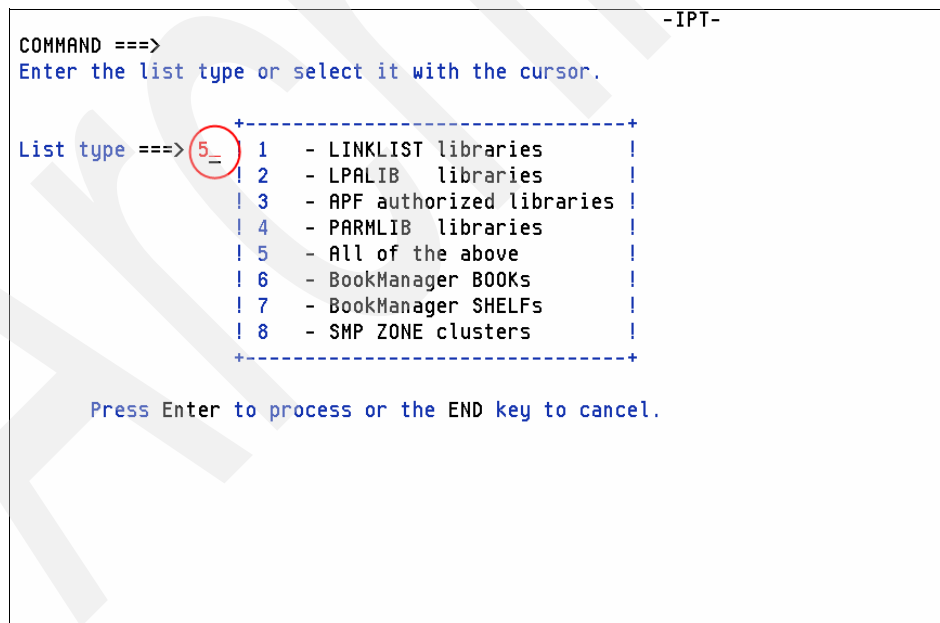 -IPT-
COMMAND ===>
Enter the list type or select it with the cursor.
+--------------------------------+
List type ===> 5_ ! 1 - LINKLIST libraries !
! 2 - LPALIB libraries !
! 3 - APF authorized libraries !
! 4 - PARMLIB libraries !
! 5 - All of the above !
! 6 - BookManager BOOKs !
! 7 - BookManager SHELFs !
! 8 - SMP ZONE clusters !
+--------------------------------+
Press Enter to process or the END key to cancel.